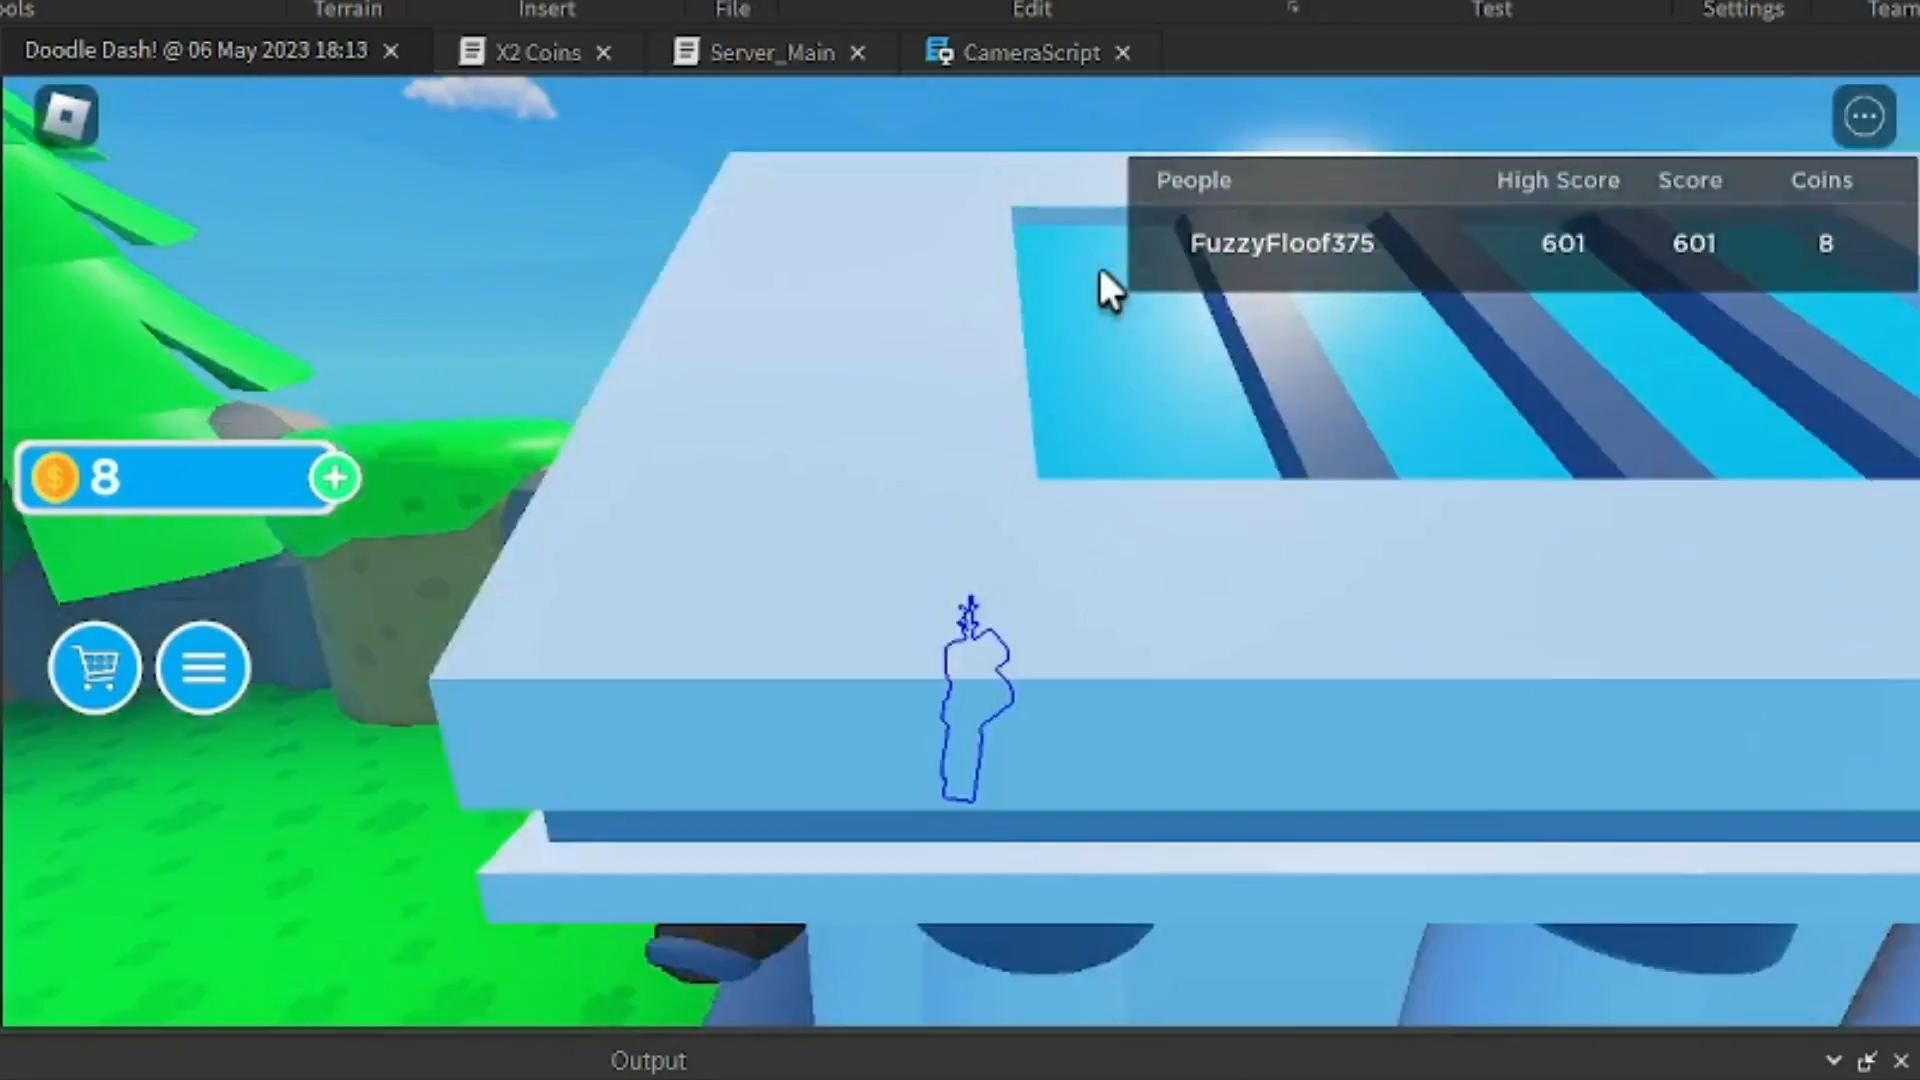 ools Terrain Insert File Edit Test Settings Team
Doodle Dash! @ 06 May 2023 18:13 X2 Coins Server_Main CameraScript
People High Score Score Coins
FuzzyFloof375 601 601 8
8
Output